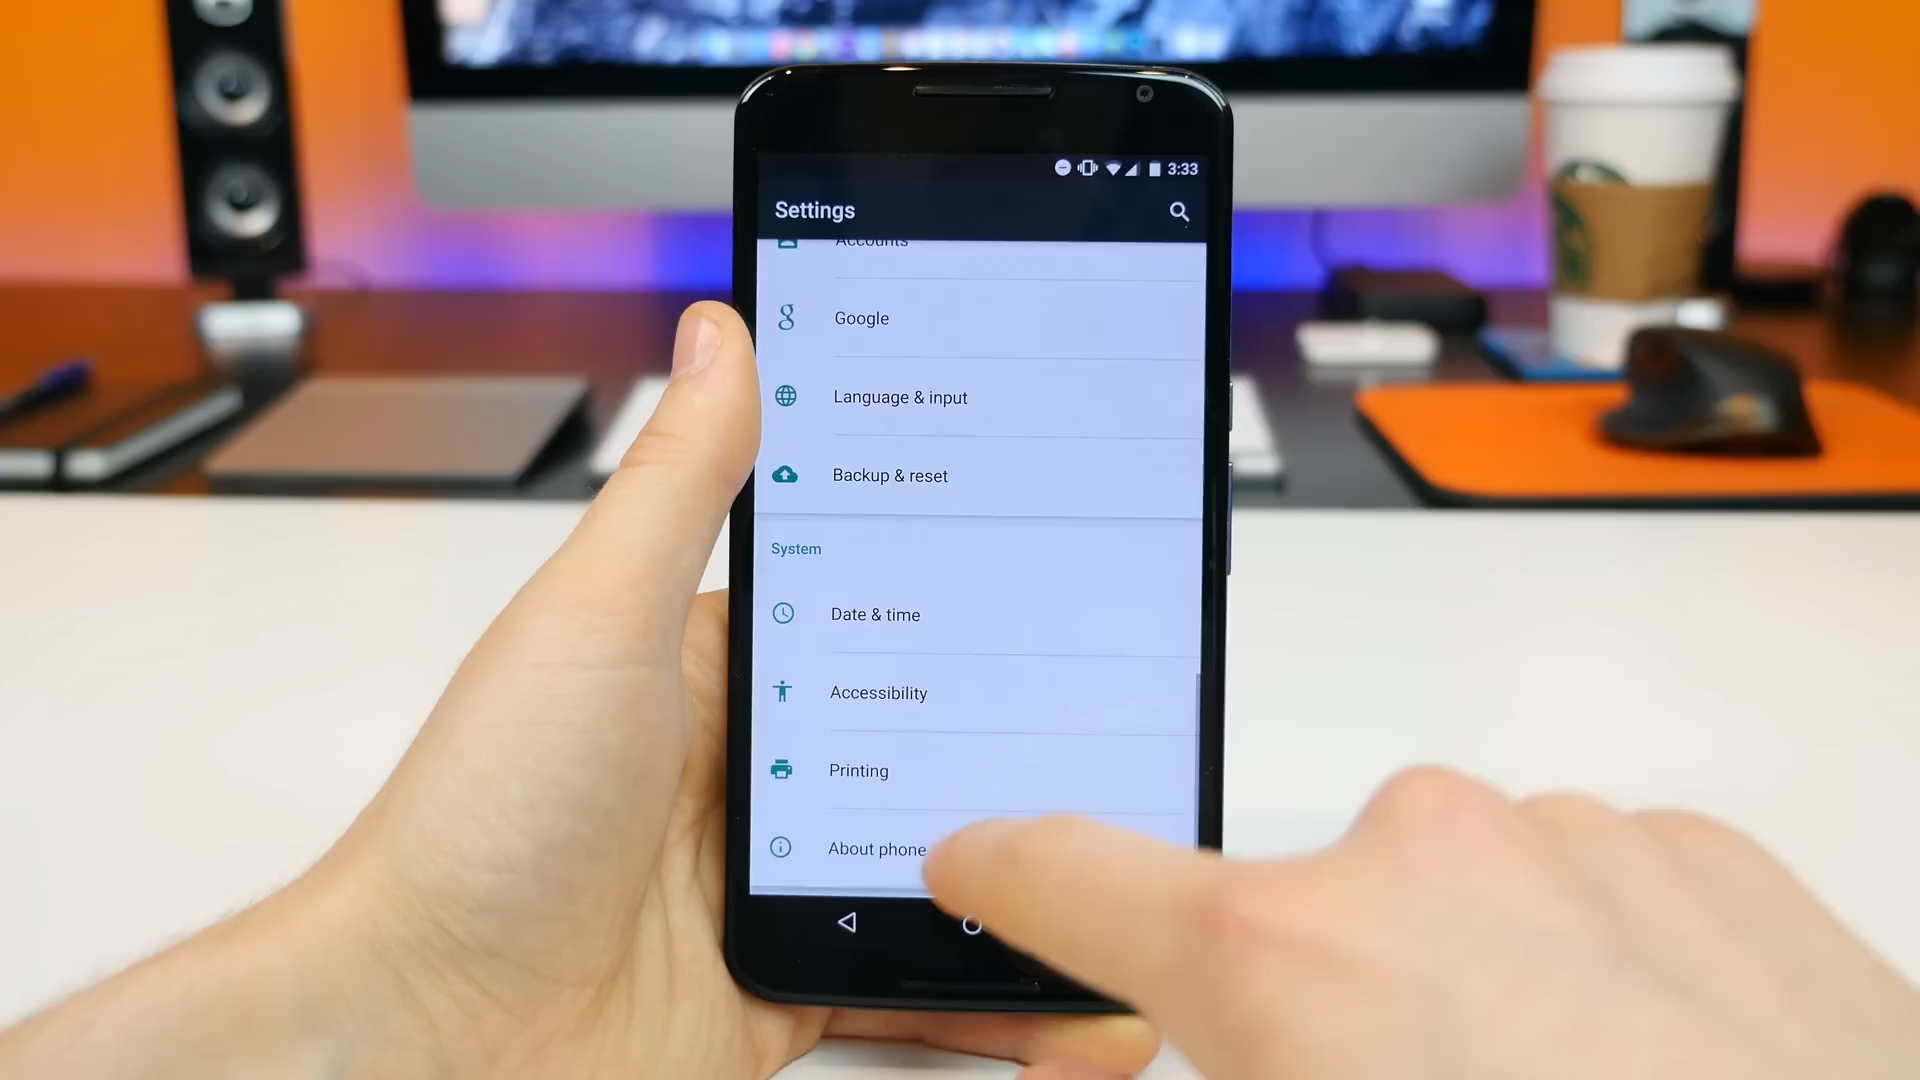 3:33
Settings
Accounts
Google
Language & input
Backup & reset
System
Date & time
Accessibility
Printing
About phone